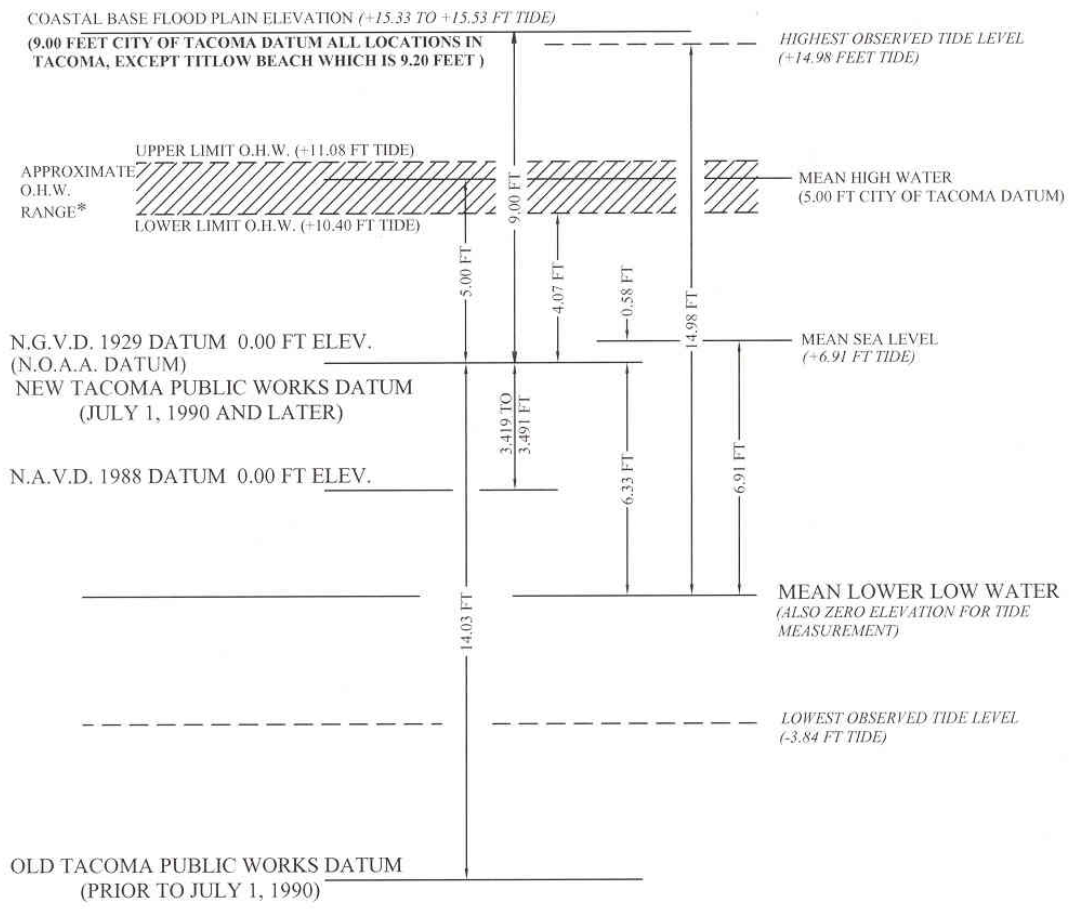 COASTAL BASE FLOOD PLAIN ELEVATION (+15.33 TO +15.53 FT TIDE)
(9.00 FEET CITY OF TACOMA DATUM ALL LOCATIONS IN
TACOMA, EXCEPT TITLOW BEACH WHICH IS 9.20 FEET )
HIGHEST OBSERVED TIDE LEVEL
(+14.98 FEET TIDE)
UPPER LIMIT O.H.W. (+11.08 FT TIDE)
APPROXIMATE
O.H.W.
RANGE*
LOWER LIMIT O.H.W. (+10.40 FT TIDE)
MEAN HIGH WATER
(5.00 FT CITY OF TACOMA DATUM)
9.00 FT
5.00 FT
4.07 FT
0.58 FT
14.98 FT
N.G.V.D. 1929 DATUM 0.00 FT ELEV.
(N.O.A.A. DATUM)
NEW TACOMA PUBLIC WORKS DATUM
(JULY 1, 1990 AND LATER)
MEAN SEA LEVEL
(+6.91 FT TIDE)
3.419 TO
3.491 FT
6.33 FT
6.91 FT
N.A.V.D. 1988 DATUM 0.00 FT ELEV.
MEAN LOWER LOW WATER
(ALSO ZERO ELEVATION FOR TIDE
MEASUREMENT)
14.03 FT
LOWEST OBSERVED TIDE LEVEL
(-3.84 FT TIDE)
OLD TACOMA PUBLIC WORKS DATUM
(PRIOR TO JULY 1, 1990)